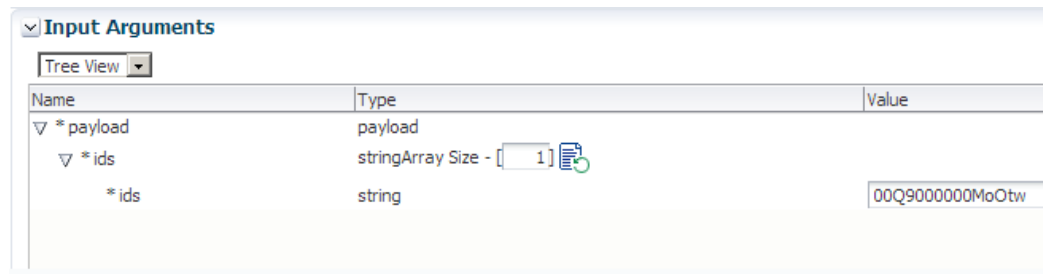 Input Arguments
Tree View
Name Type Value
* payload payload
* ids stringArray Size - [ 1 ]
* ids string 00Q9000000MoOtw